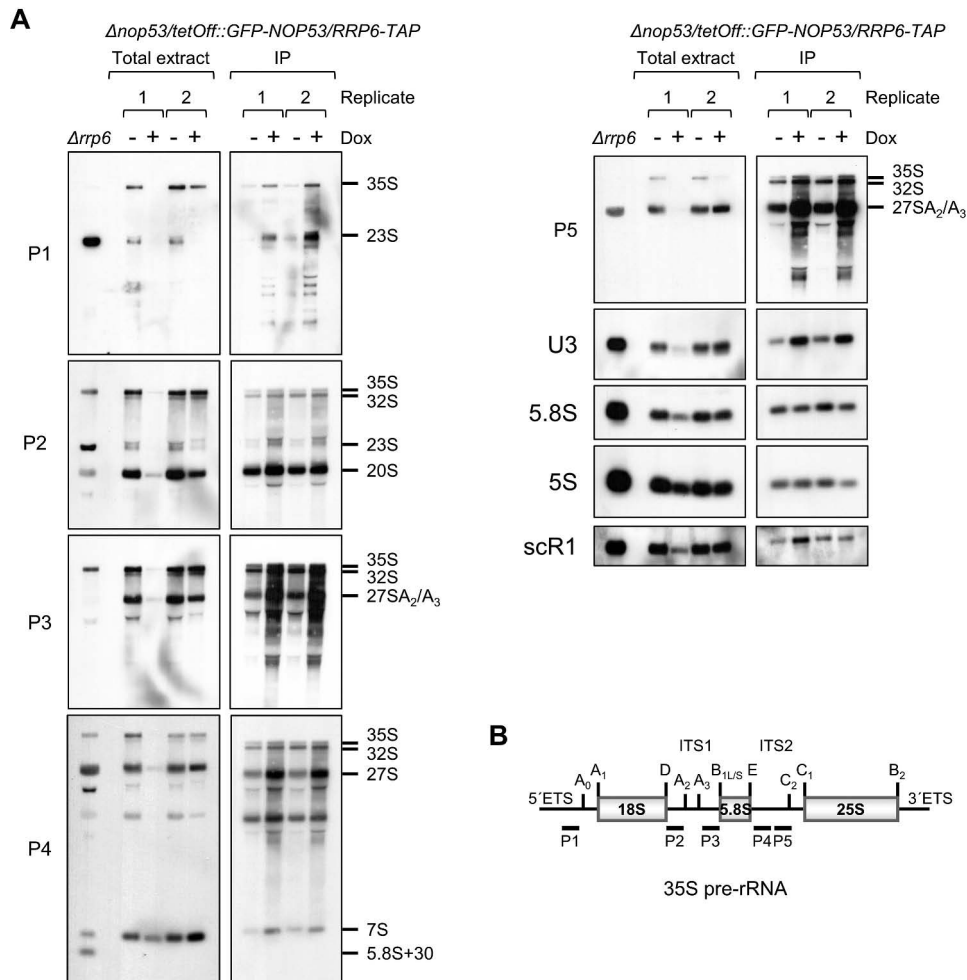 A
Δnop53/tetOff::GFP-NOP53/RRP6-TAP
Total extract IP
1 2 1 2 Replicate
Δrrp6 - + - + - + - + Dox
P1
35S
23S
P2
35S
32S
23S
20S
P3
35S
32S
27SA2/A3
P4
35S
32S
27S
7S
5.8S+30
Δnop53/tetOff::GFP-NOP53/RRP6-TAP
Total extract IP
1 2 1 2 Replicate
Δrrp6 - + - + - + - + Dox
P5
35S
32S
27SA2/A3
U3
5.8S
5S
scR1
B
ITS1 ITS2
5´ETS A0 A1 D A2 A3 B1L/S E C2 C1 B2 3´ETS
18S 5.8S 25S
P1 P2 P3 P4 P5
35S pre-rRNA